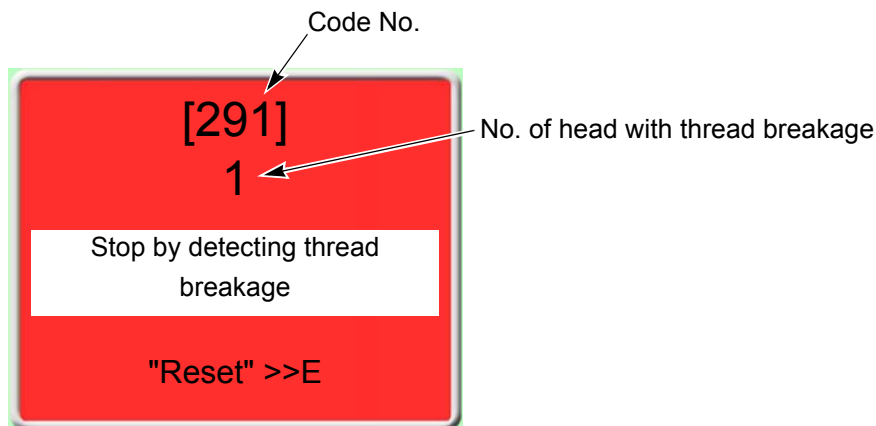 Code No.
[291]
No. of head with thread breakage
1
Stop by detecting thread
breakage
"Reset" >>E